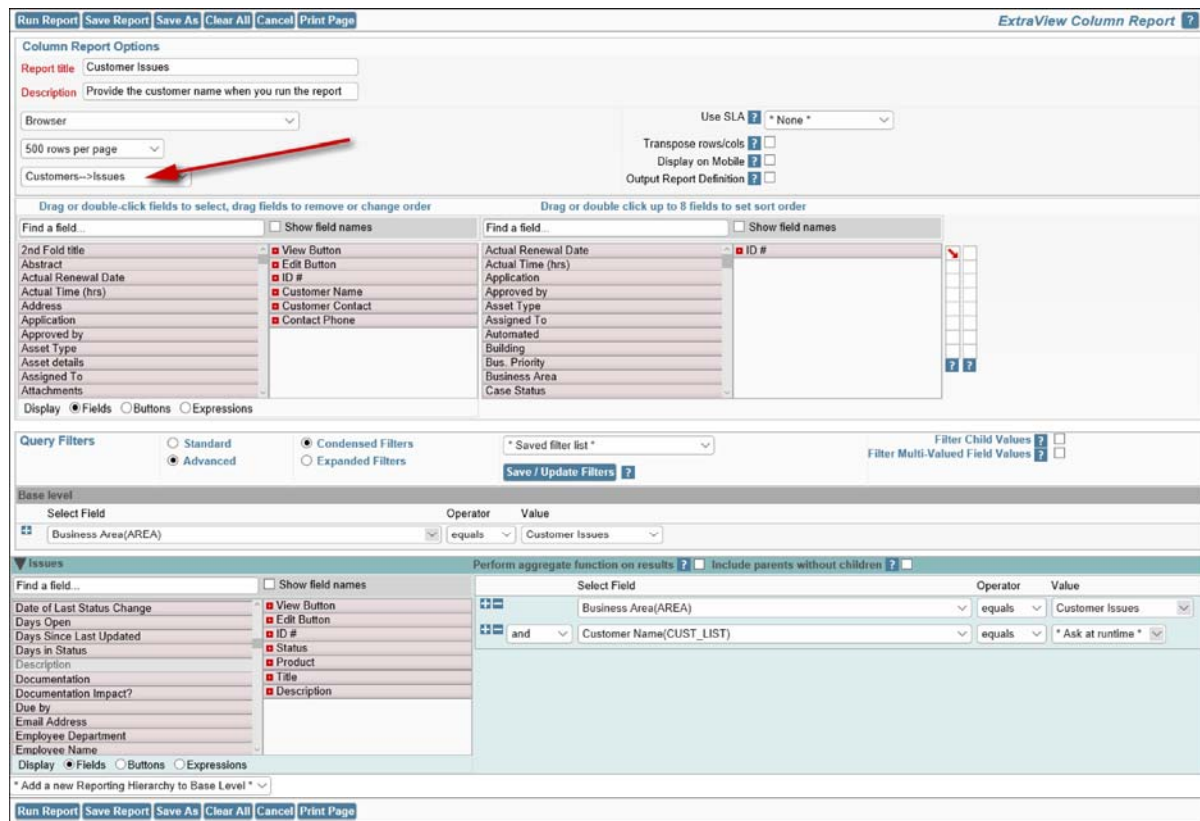 Run Report Save Report Save As Clear All Cancel Print Page ExtraView Column Report ?
Column Report Options
Report title Customer Issues
Description Provide the customer name when you run the report
Browser Use SLA ? * None *
500 rows per page Transpose rows/cols ?
Display on Mobile ?
Customers-->Issues Output Report Definition ?
Drag or double-click fields to select, drag fields to remove or change order Drag or double click up to 8 fields to set sort order
Find a field... Show field names Find a field... Show field names
2nd Fold title View Button Actual Renewal Date ID #
Abstract Edit Button Actual Time (hrs)
Actual Renewal Date ID # Application
Actual Time (hrs) Customer Name Approved by
Address Customer Contact Asset Type
Application Contact Phone Assigned To
Approved by Automated
Asset Type Building
Asset details Bus. Priority ? ?
Assigned To Business Area
Attachments Case Status
Display Fields Buttons Expressions
Query Filters Standard Condensed Filters * Saved filter list * Filter Child Values ?
Advanced Expanded Filters Save / Update Filters ? Filter Multi-Valued Field Values ?
Base level
Select Field Operator Value
Business Area(AREA) equals Customer Issues
Issues Perform aggregate function on results ? Include parents without children ?
Find a field... Show field names Select Field Operator Value
Date of Last Status Change View Button Business Area(AREA) equals Customer Issues
Days Open Edit Button
Days Since Last Updated ID # and Customer Name(CUST_LIST) equals * Ask at runtime *
Days in Status Status
Description Product
Documentation Title
Documentation Impact? Description
Due by
Email Address
Employee Department
Employee Name
Display Fields Buttons Expressions
* Add a new Reporting Hierarchy to Base Level *
Run Report Save Report Save As Clear All Cancel Print Page